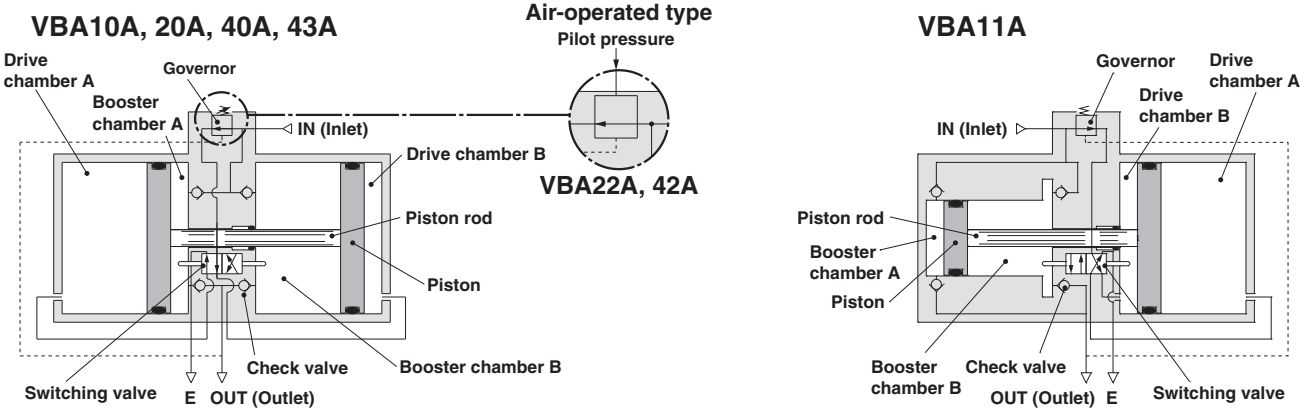 VBA10A, 20A, 40A, 43A
Drive
chamber A
Governor
Booster
chamber A
IN (Inlet)
Drive chamber B
Piston rod
Piston
Booster chamber B
Check valve
Switching valve
E
OUT (Outlet)
Air-operated type
Pilot pressure
VBA22A, 42A
VBA11A
Governor
Drive
chamber A
Drive
chamber B
IN (Inlet)
Piston rod
Booster
chamber A
Piston
Booster
chamber B
Check valve
OUT (Outlet)
E
Switching valve